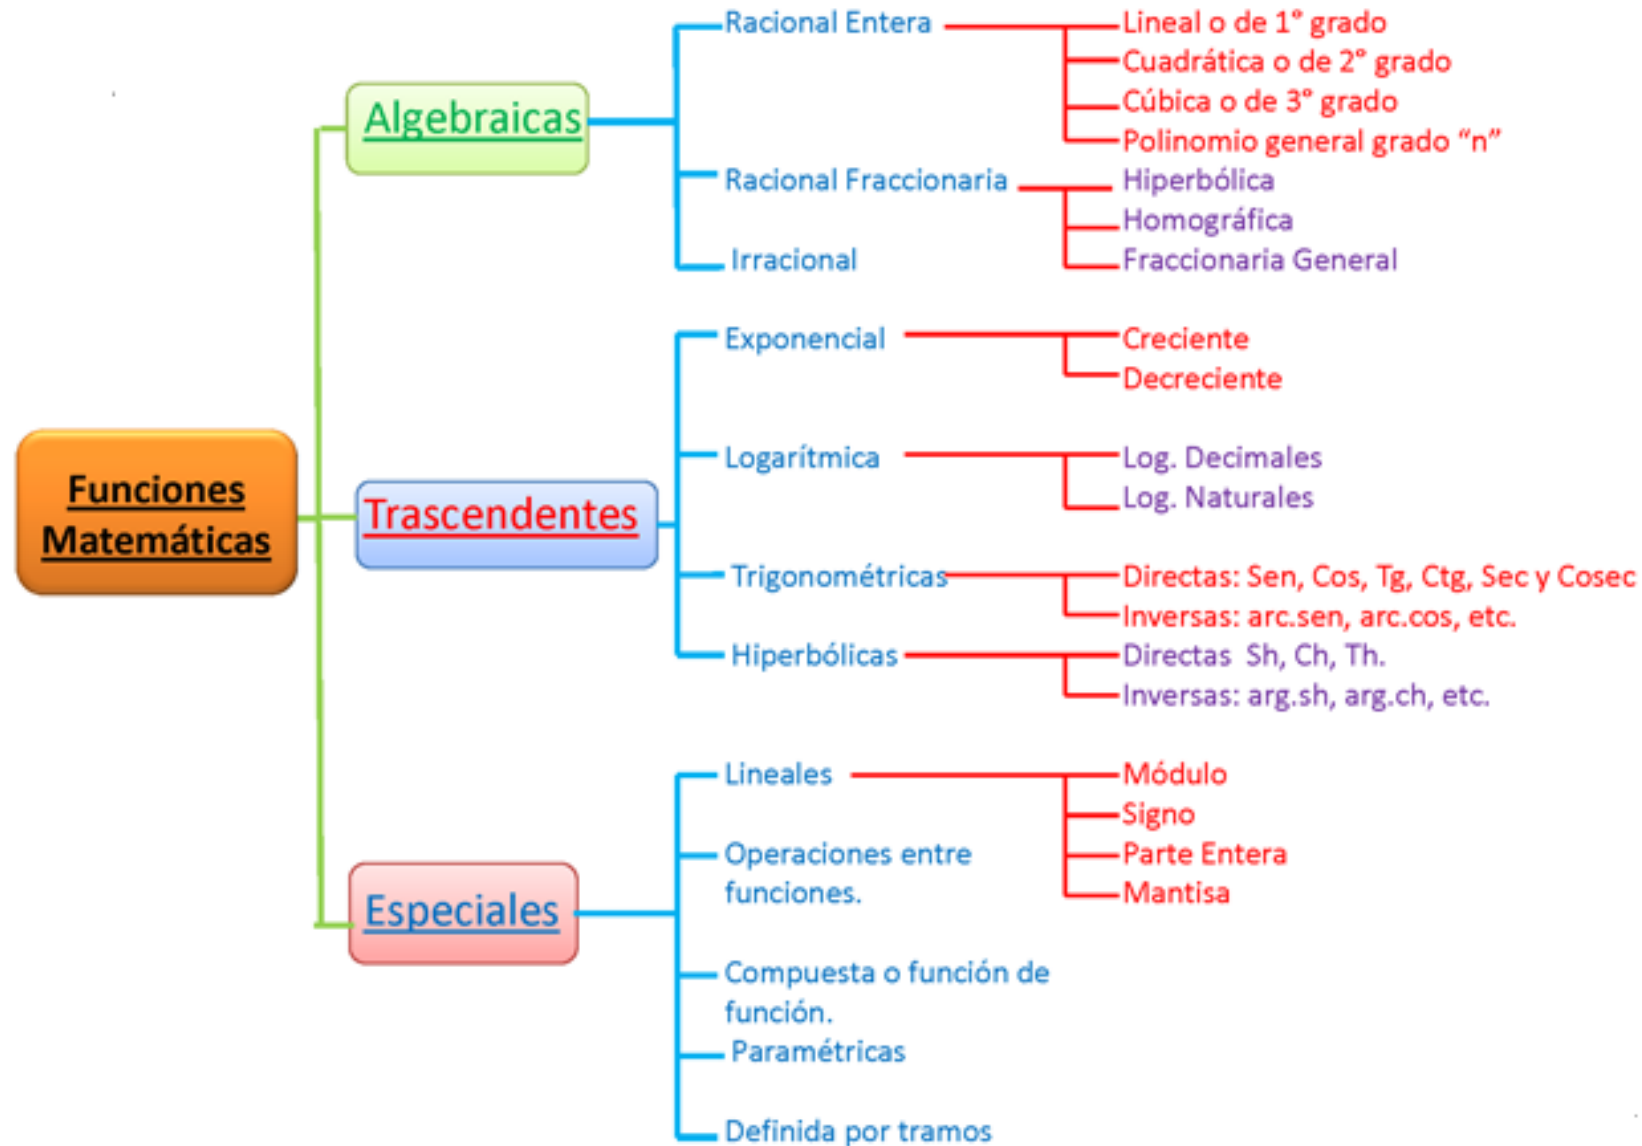 Funciones
Matemáticas
Algebraicas
Racional Entera
Lineal o de 1° grado
Cuadrática o de 2° grado
Cúbica o de 3° grado
Polinomio general grado “n”
Racional Fraccionaria
Hiperbólica
Homográfica
Fraccionaria General
Irracional
Trascendentes
Exponencial
Creciente
Decreciente
Logarítmica
Log. Decimales
Log. Naturales
Trigonométricas
Directas: Sen, Cos, Tg, Ctg, Sec y Cosec
Inversas: arc.sen, arc.cos, etc.
Hiperbólicas
Directas Sh, Ch, Th.
Inversas: arg.sh, arg.ch, etc.
Especiales
Lineales
Módulo
Signo
Parte Entera
Mantisa
Operaciones entre
funciones.
Compuesta o función de
función.
Paramétricas
Definida por tramos